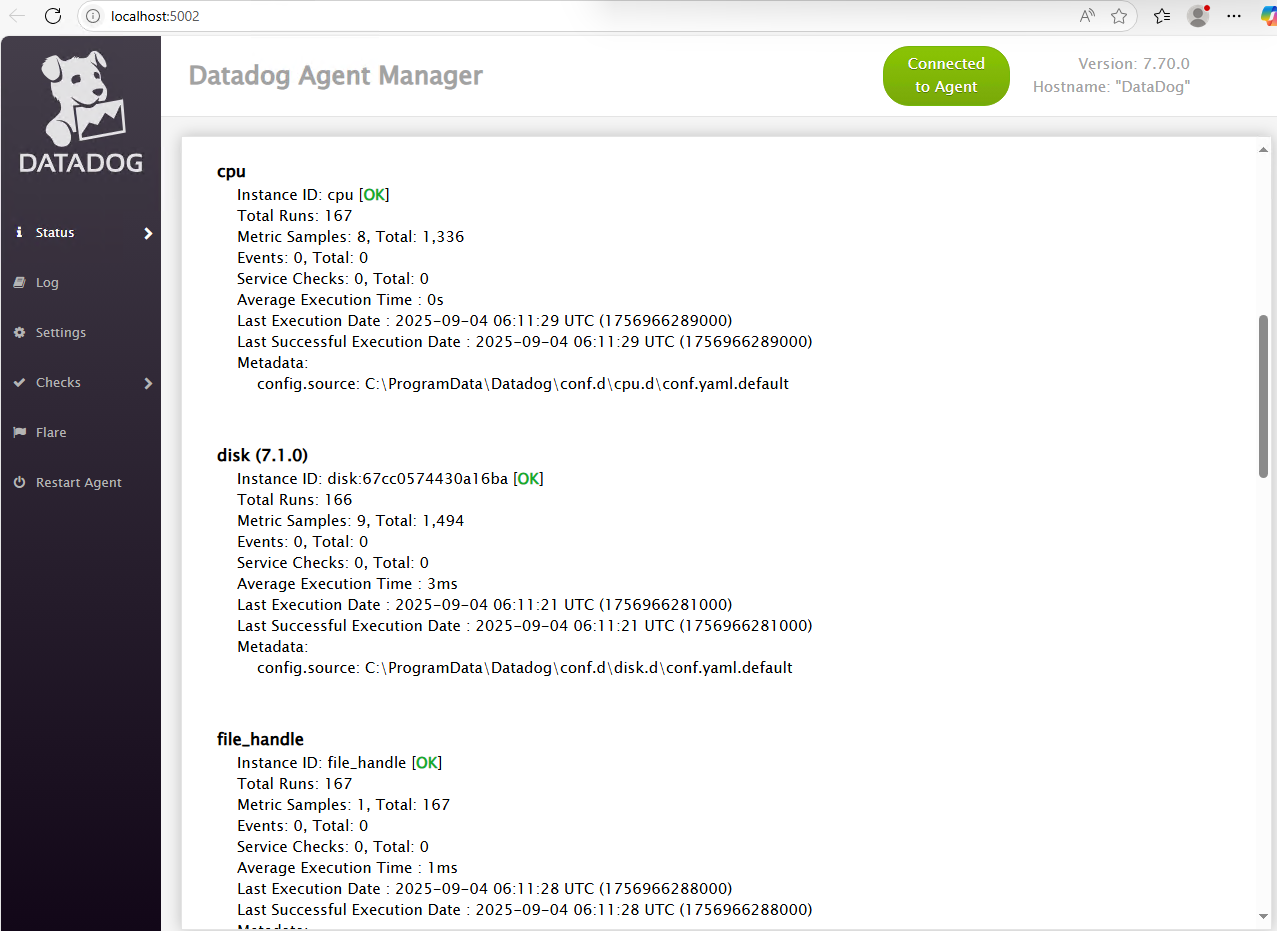 localhost:5002
DATADOG
Status
Log
Settings
Checks
Flare
Restart Agent
Datadog Agent Manager
Connected
to Agent
Version: 7.70.0
Hostname: "DataDog"
cpu
Instance ID: cpu [OK]
Total Runs: 167
Metric Samples: 8, Total: 1,336
Events: 0, Total: 0
Service Checks: 0, Total: 0
Average Execution Time : 0s
Last Execution Date : 2025-09-04 06:11:29 UTC (1756966289000)
Last Successful Execution Date : 2025-09-04 06:11:29 UTC (1756966289000)
Metadata:
config.source: C:\ProgramData\Datadog\conf.d\cpu.d\conf.yaml.default
disk (7.1.0)
Instance ID: disk:67cc0574430a16ba [OK]
Total Runs: 166
Metric Samples: 9, Total: 1,494
Events: 0, Total: 0
Service Checks: 0, Total: 0
Average Execution Time : 3ms
Last Execution Date : 2025-09-04 06:11:21 UTC (1756966281000)
Last Successful Execution Date : 2025-09-04 06:11:21 UTC (1756966281000)
Metadata:
config.source: C:\ProgramData\Datadog\conf.d\disk.d\conf.yaml.default
file_handle
Instance ID: file_handle [OK]
Total Runs: 167
Metric Samples: 1, Total: 167
Events: 0, Total: 0
Service Checks: 0, Total: 0
Average Execution Time : 1ms
Last Execution Date : 2025-09-04 06:11:28 UTC (1756966288000)
Last Successful Execution Date : 2025-09-04 06:11:28 UTC (1756966288000)
Metadata: